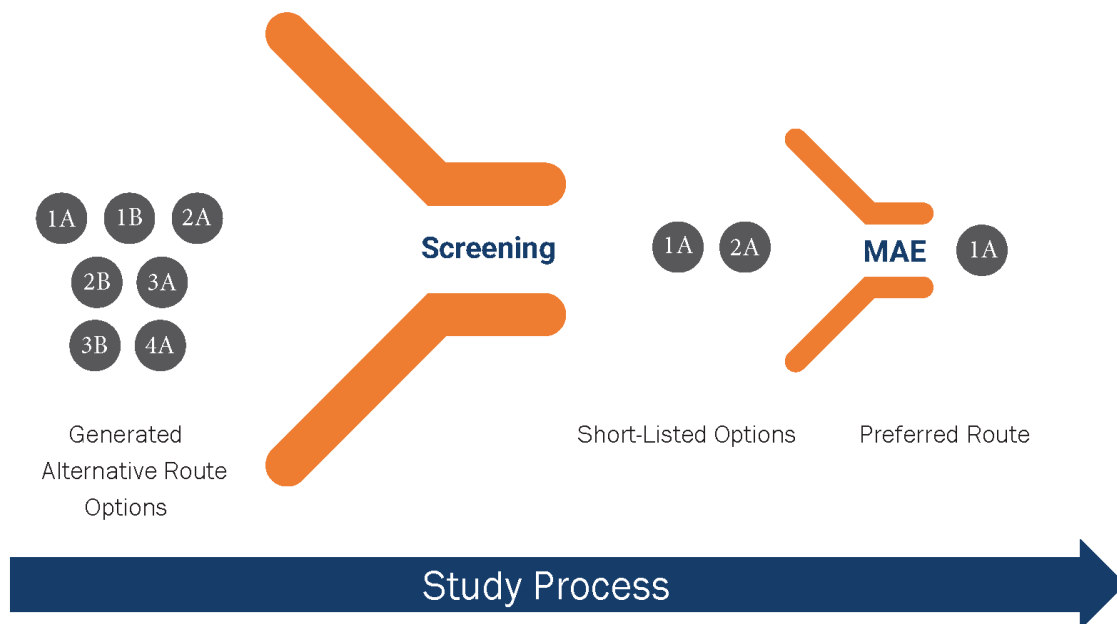 1A 1B 2A
2B 3A
3B 4A
Screening
1A 2A
MAE
1A
Generated
Alternative Route
Options
Short-Listed Options
Preferred Route
Study Process